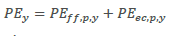 PE_y = PE_{ff,p,y} + PE_{ec,p,y}